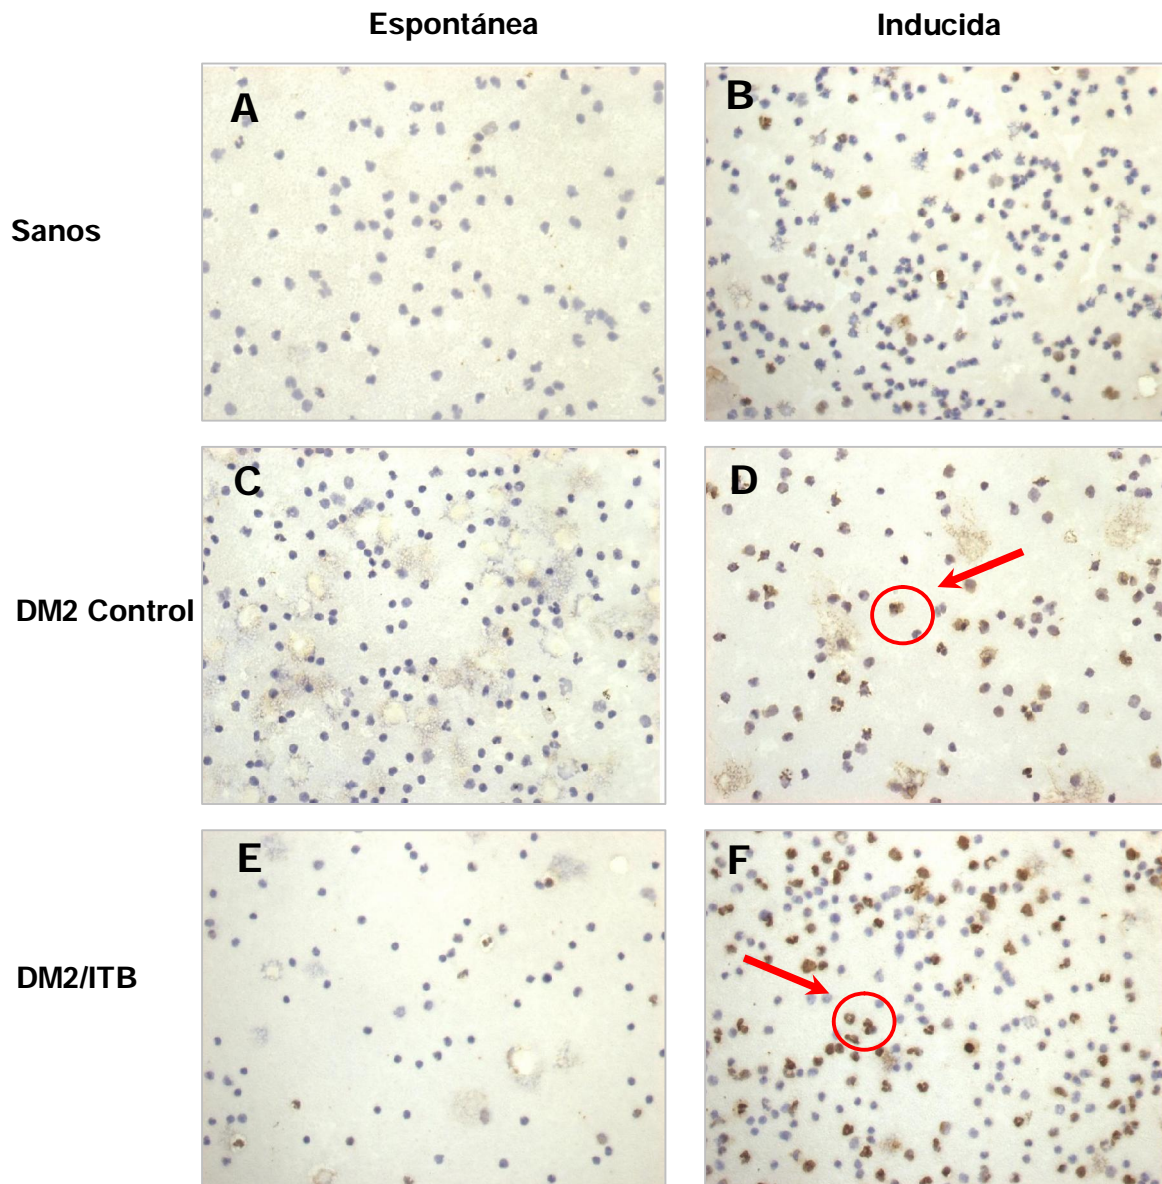 Espontánea Inducida
A B
Sanos
C D
DM2 Control
E F
DM2/ITB